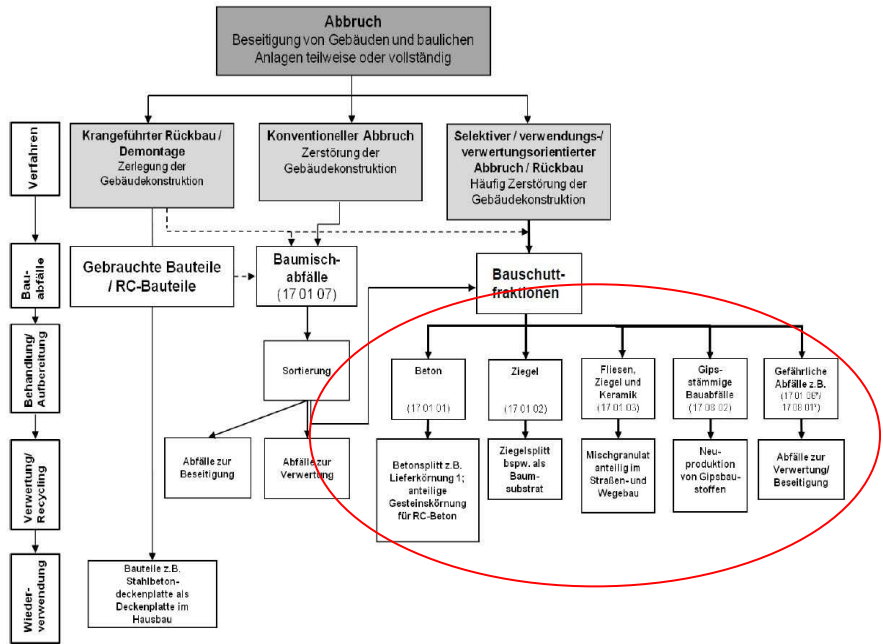 Abbruch
Beseitigung von Gebäuden und baulichen
Anlagen teilweise oder vollständig
Verfahren
Krangeführter Rückbau /
Demontage
Zerlegung der
Gebäudekonstruktion
Konventioneller Abbruch
Zerstörung der
Gebäudekonstruktion
Selektiver / verwendungs-/
verwertungsorientierter
Abbruch / Rückbau
Häufig Zerstörung der
Gebäudekonstruktion
Bau-
abfälle
Gebrauchte Bauteile
/ RC-Bauteile
Baumisch-
abfälle
(17 01 07)
Bauschutt-
fraktionen
Behandlung/
Aufbereitung
Sortierung
Beton
(17 01 01)
Ziegel
(17 01 02)
Fliesen,
Ziegel und
Keramik
(17 01 03)
Gips-
stämmige
Bauabfälle
(17 08 02)
Gefährliche
Abfälle z.B.
(17 01 06*/
17 08 01*)
Verwertung/
Recycling
Abfälle zur
Beseitigung
Abfälle zur
Verwertung
Betonsplitt z.B.
Lieferkörnung 1;
anteilige
Gesteinskörnung
für RC-Beton
Ziegelsplitt
bspw. als
Baum-
substrat
Mischgranulat
anteilig im
Straßen- und
Wegebau
Neu-
produktion
von Gipsbau-
stoffen
Abfälle zur
Verwertung/
Beseitigung
Wieder-
verwendung
Bauteile z.B.
Stahlbeton-
deckenplatte als
Deckenplatte im
Hausbau